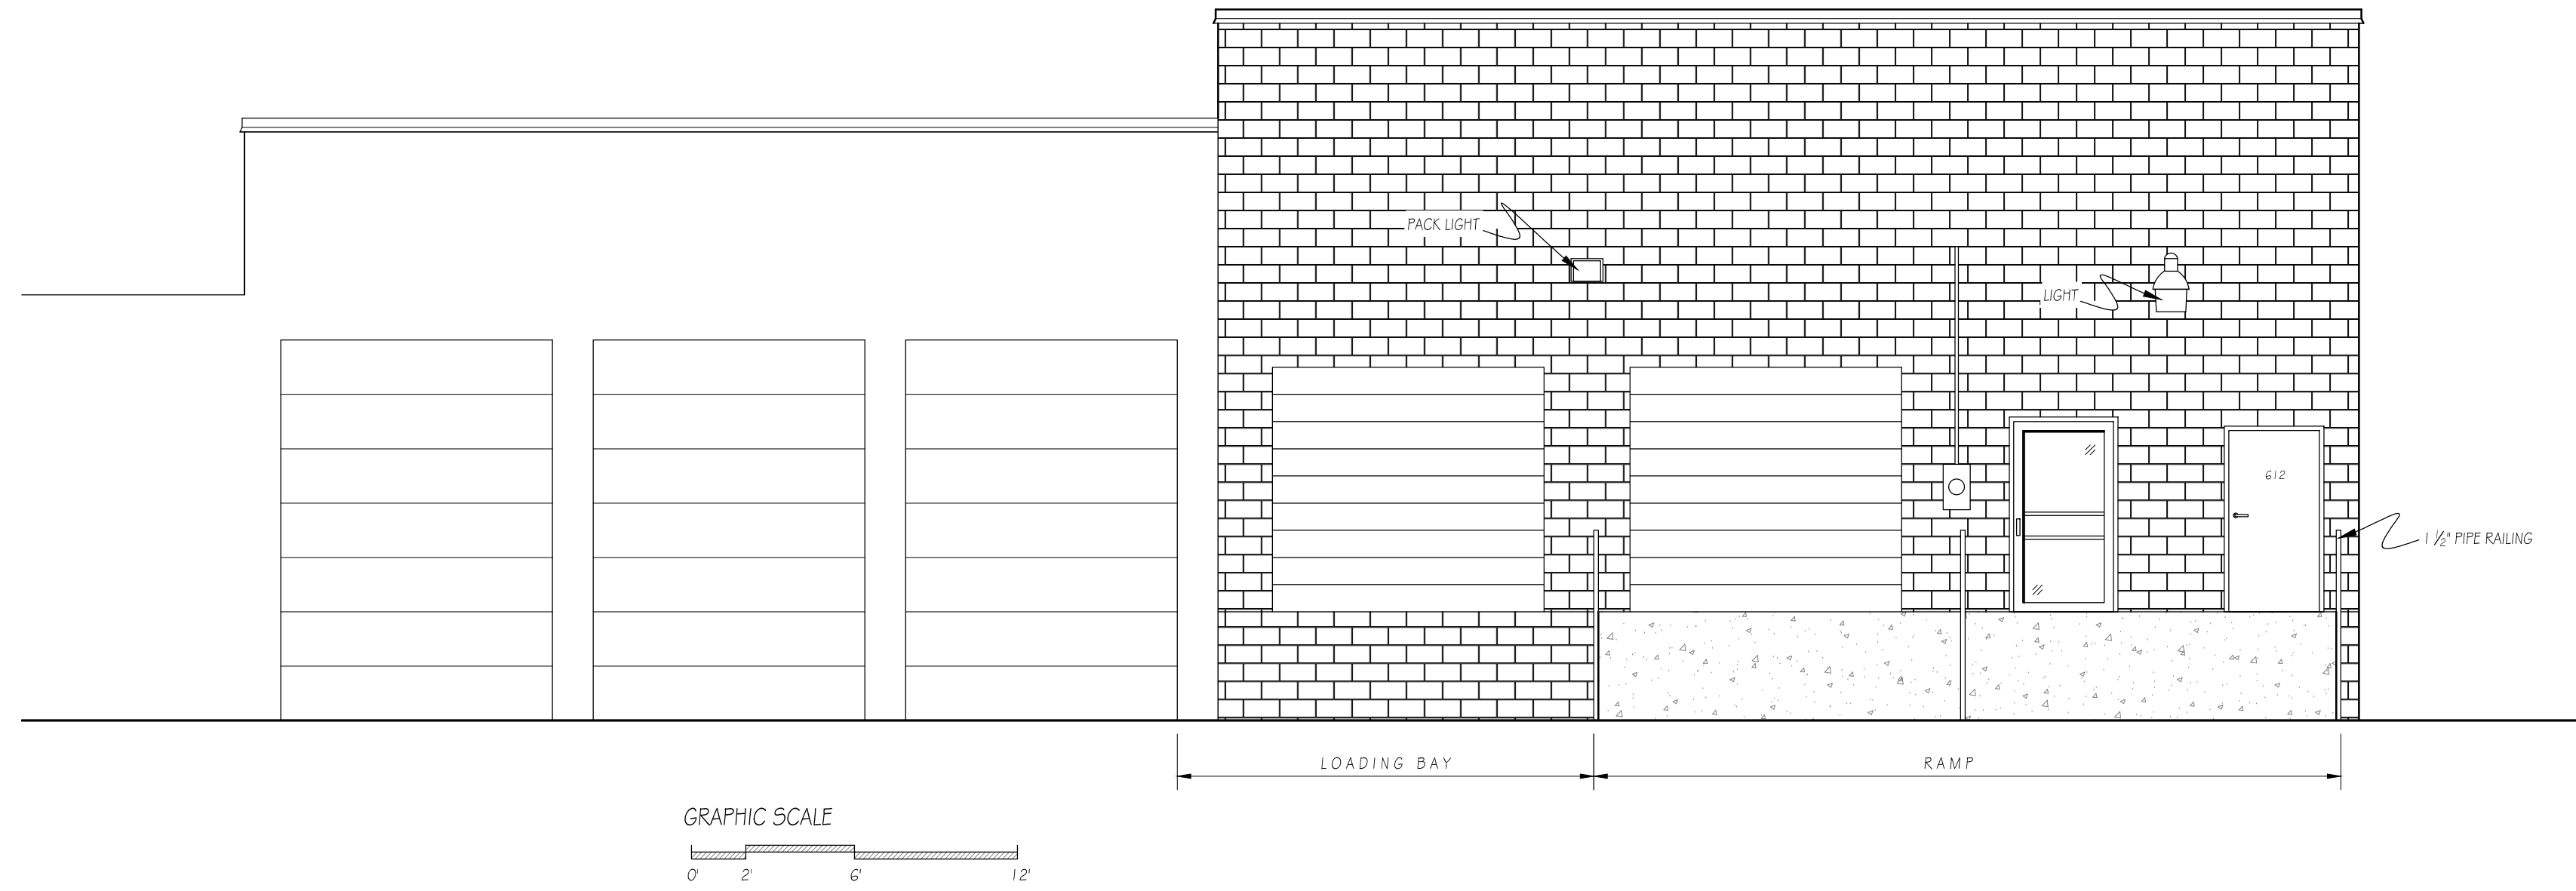 PACK LIGHT
LIGHT
612
1 ½" PIPE RAILING
LOADING BAY
RAMP
GRAPHIC SCALE
0' 2' 6' 12'